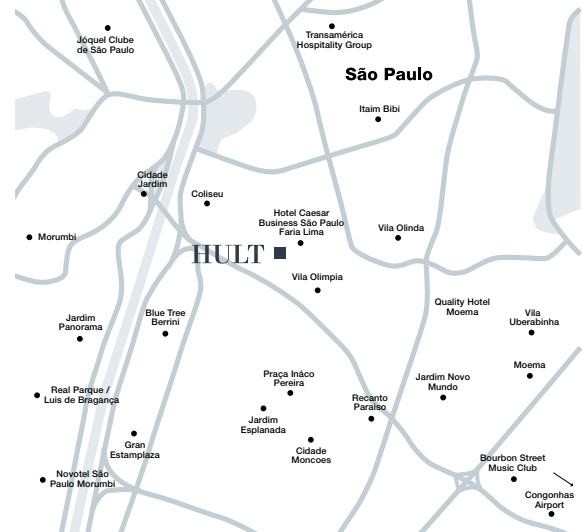 Jóquel Clube
de São Paulo
Transamérica
Hospitality Group
São Paulo
Itaim Bibi
Cidade
Jardim
Coliseu
Hotel Caesar
Business São Paulo
Faria Lima
Vila Olinda
Morumbi
HULT
Vila Olimpia
Jardim
Panorama
Blue Tree
Berrini
Quality Hotel
Moema
Vila
Uberabinha
Moema
Praça Ináco
Pereira
Jardim Novo
Mundo
Real Parque /
Luis de Bragança
Recanto
Paraiso
Jardim
Esplanada
Gran
Estamplaza
Cidade
Moncoes
Bourbon Street
Music Club
Novotel São
Paulo Morumbi
Congonhas
Airport